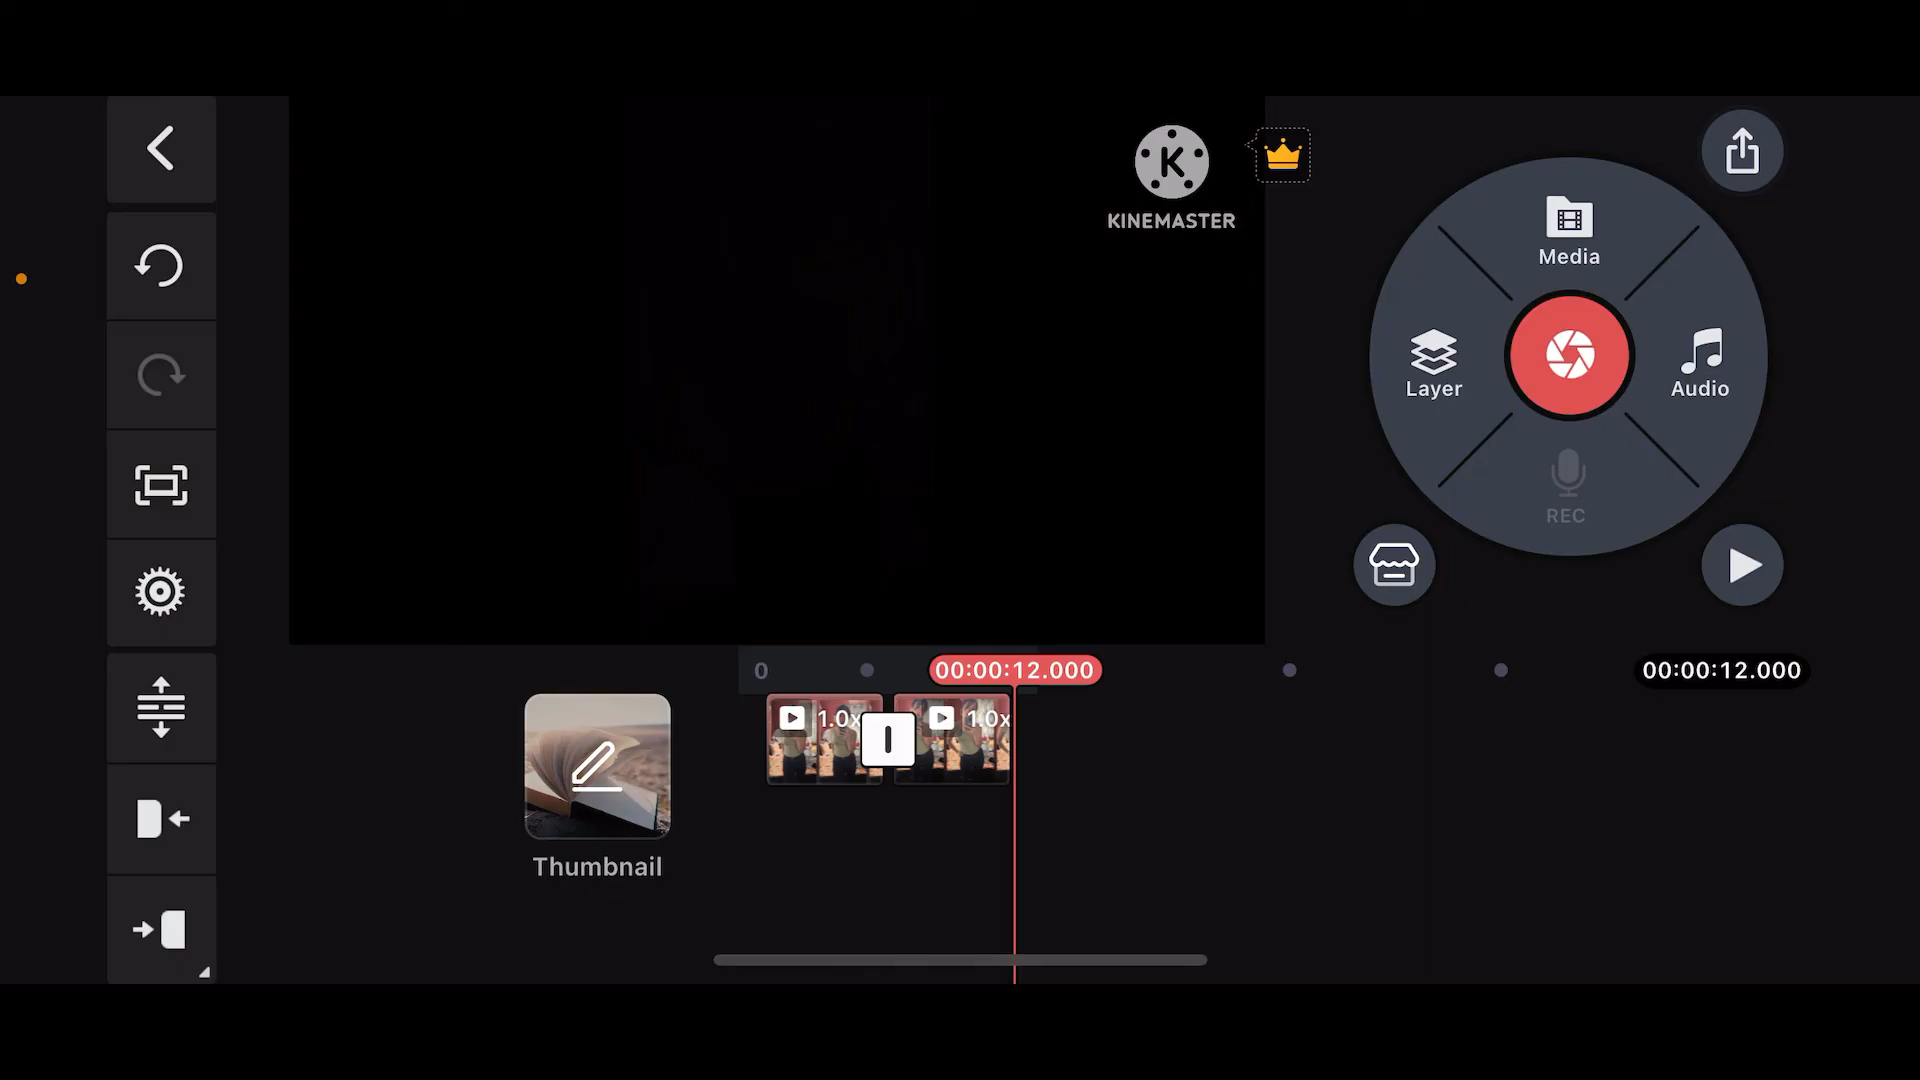 KINEMASTER
Media
Layer
Audio
REC
0
00:00:12.000
00:00:12.000
1.0x
1.0x
Thumbnail